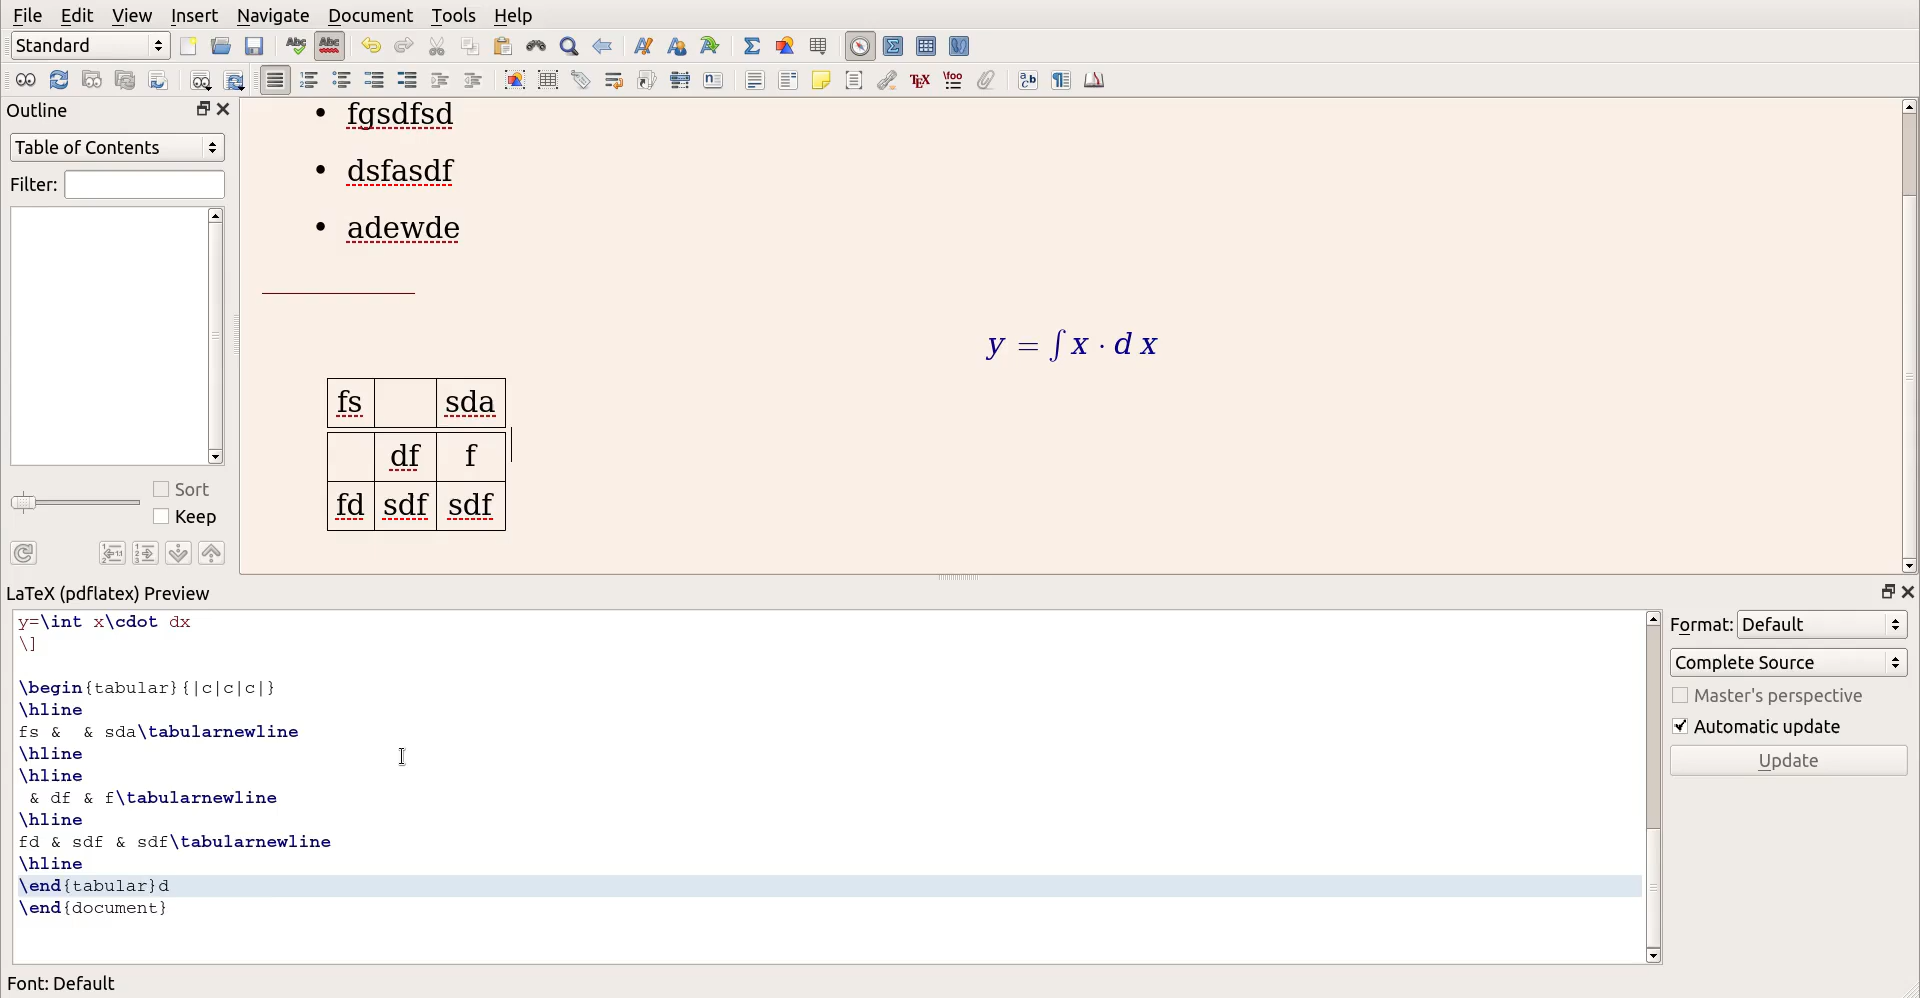 File Edit View Insert Navigate Document Tools Help
Standard
Outline
Table of Contents
Filter:
Sort
Keep
• fgsdfsd
• dsfasdf
• adewde
y = ∫ x · d x
fs sda
df f
fd sdf sdf
LaTeX (pdflatex) Preview
y=\int x\cdot dx
\]
\begin{tabular}{|c|c|c|}
\hline
fs &  & sda\tabularnewline
\hline
\hline
 & df & f\tabularnewline
\hline
fd & sdf & sdf\tabularnewline
\hline
\end{tabular}d
\end{document}
Format: Default
Complete Source
Master's perspective
Automatic update
Update
Font: Default